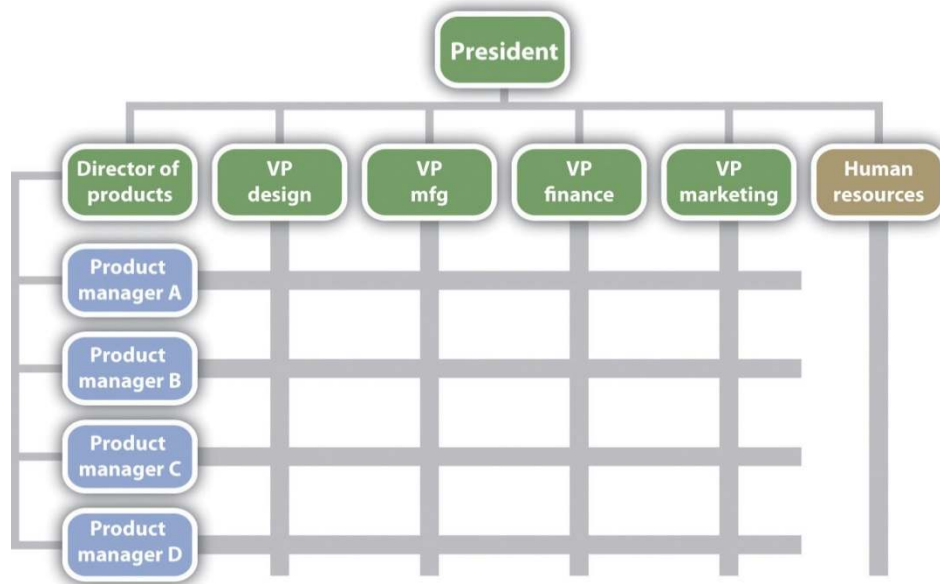 President
Director of
products
VP
design
VP
mfg
VP
finance
VP
marketing
Human
resources
Product
manager A
Product
manager B
Product
manager C
Product
manager D